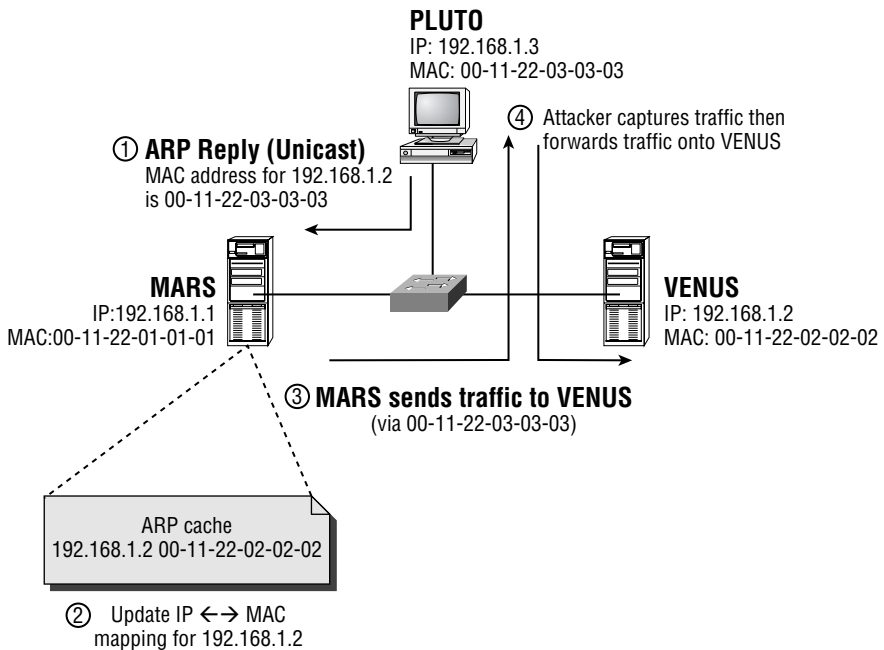 PLUTO
IP: 192.168.1.3
MAC: 00-11-22-03-03-03
④ Attacker captures traffic then
forwards traffic onto VENUS
① ARP Reply (Unicast)
MAC address for 192.168.1.2
is 00-11-22-03-03-03
MARS
IP:192.168.1.1
MAC:00-11-22-01-01-01
VENUS
IP: 192.168.1.2
MAC: 00-11-22-02-02-02
③ MARS sends traffic to VENUS
(via 00-11-22-03-03-03)
ARP cache
192.168.1.2 00-11-22-02-02-02
② Update IP ←→ MAC
mapping for 192.168.1.2